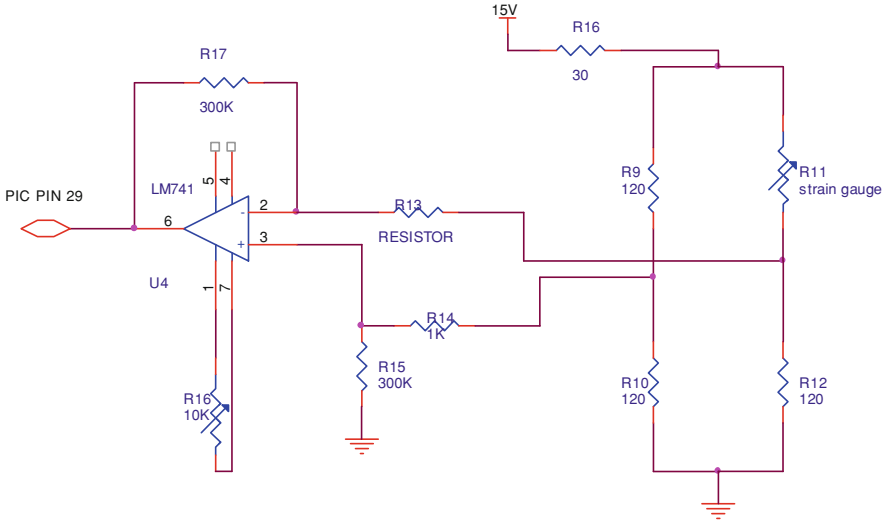 15V
R16
30
R17
300K
R9
120
R11
strain gauge
LM741
5
4
PIC PIN 29
6
2
-
3
+
R13
RESISTOR
U4
1
7
R14
1K
R15
300K
R16
10K
R10
120
R12
120